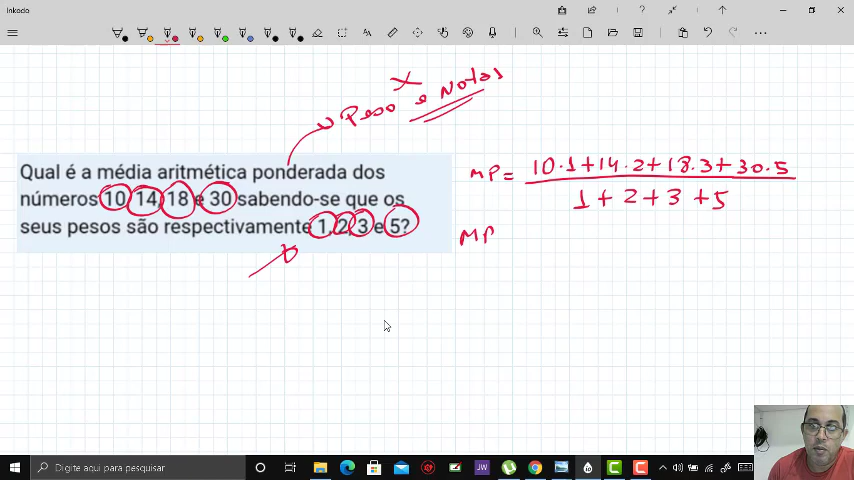 Inkodo
X
Peso e Notas
Qual é a média aritmética ponderada dos
números 10, 14, 18 e 30 sabendo-se que os
seus pesos são respectivamente 1, 2, 3 e 5?
MP = 10.1+14.2+18.3+30.5
1+2+3+5
MP
Digite aqui para pesquisar
JW